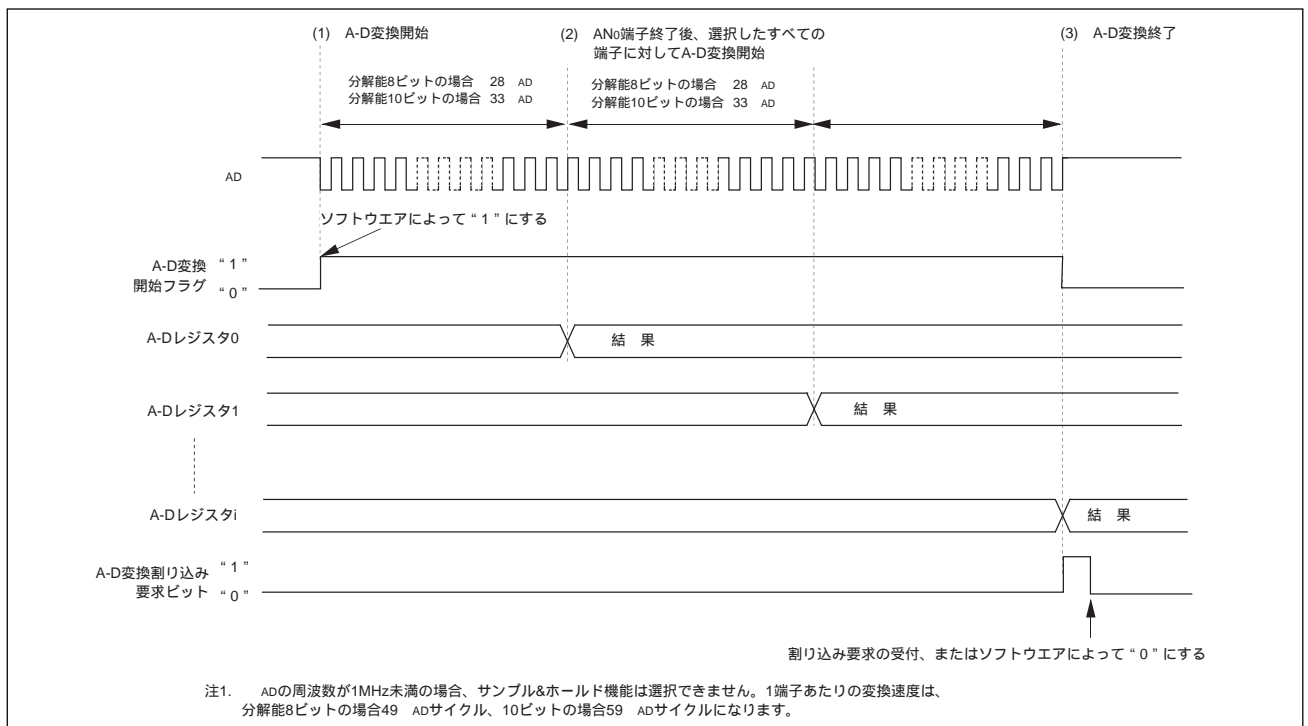 (1) A-D変換開始
(2) AN0端子終了後、選択したすべての
端子に対してA-D変換開始
(3) A-D変換終了
分解能8ビットの場合 28 AD
分解能10ビットの場合 33 AD
分解能8ビットの場合 28 AD
分解能10ビットの場合 33 AD
AD
ソフトウエアによって“1”にする
A-D変換 “1”
開始フラグ “0”
A-Dレジスタ0
結 果
A-Dレジスタ1
結 果
A-Dレジスタi
結 果
A-D変換割り込み “1”
要求ビット “0”
割り込み要求の受付、またはソフトウエアによって“0”にする
注1. ADの周波数が1MHz未満の場合、サンプル&ホールド機能は選択できません。1端子あたりの変換速度は、
分解能8ビットの場合49 ADサイクル、10ビットの場合59 ADサイクルになります。